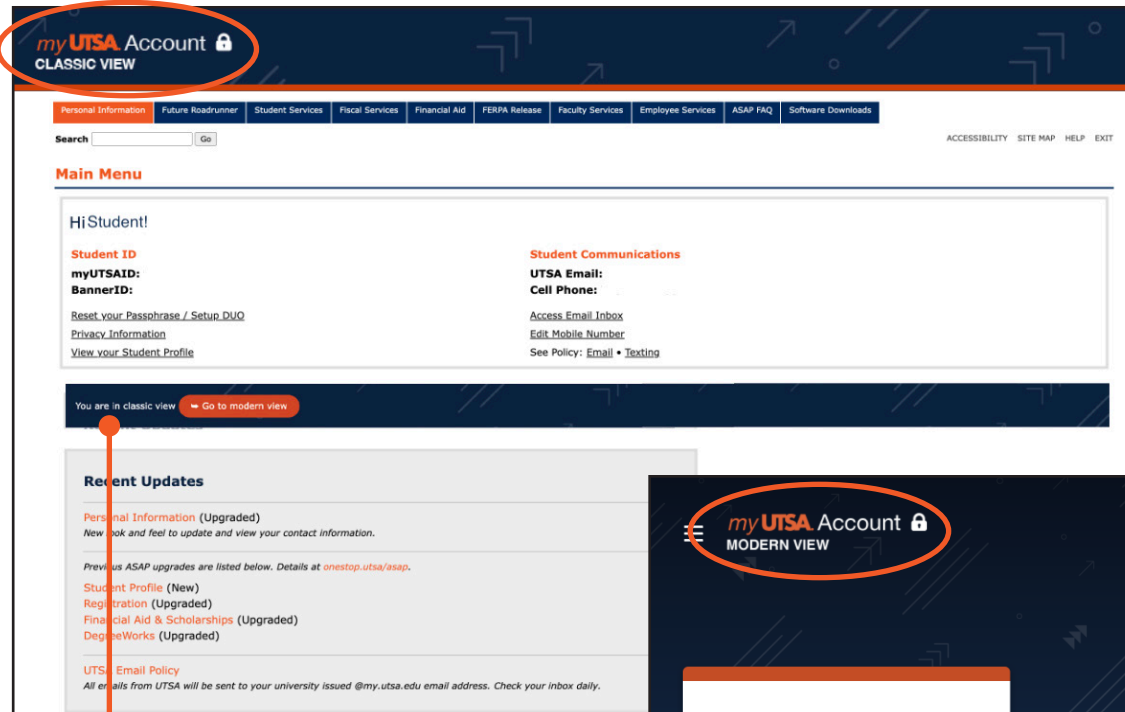 my UTSA. Account
CLASSIC VIEW
Personal Information Future Roadrunner Student Services Fiscal Services Financial Aid FERPA Release Faculty Services Employee Services ASAP FAQ Software Downloads
Search Go
ACCESSIBILITY SITE MAP HELP EXIT
Main Menu
Hi Student!
Student ID
myUTSAID:
BannerID:
Reset your Passphrase / Setup DUO
Privacy Information
View your Student Profile
Student Communications
UTSA Email:
Cell Phone:
Access Email Inbox
Edit Mobile Number
See Policy: Email • Texting
You are in classic view ➥ Go to modern view
Recent Updates
Personal Information (Upgraded)
New look and feel to update and view your contact information.
Previous ASAP upgrades are listed below. Details at onestop.utsa/asap.
Student Profile (New)
Registration (Upgraded)
Financial Aid & Scholarships (Upgraded)
DegreeWorks (Upgraded)
UTSA Email Policy
All emails from UTSA will be sent to your university issued @my.utsa.edu email address. Check your inbox daily.
my UTSA. Account
MODERN VIEW